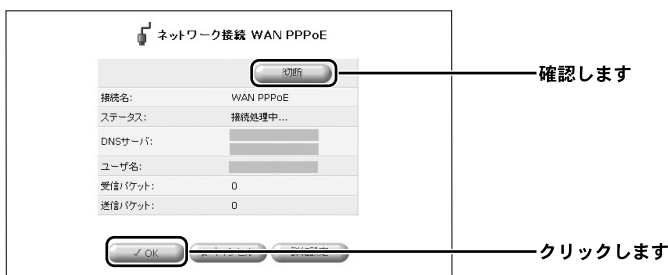 ネットワーク接続 WAN PPPoE
切断
確認します
接続名: WAN PPPoE
ステータス: 接続処理中...
DNSサーバ:
ユーザ名:
受信パケット: 0
送信パケット: 0
✓ OK
クリックします